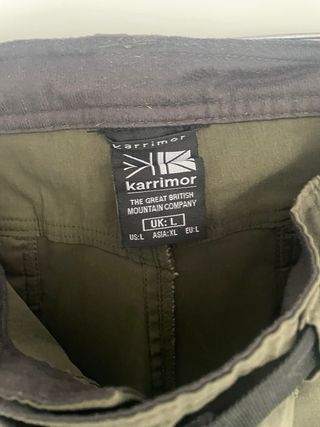 karrimor
karrimor
THE GREAT BRITISH
MOUNTAIN COMPANY
UK: L
US:L ASIA:XL EU:L